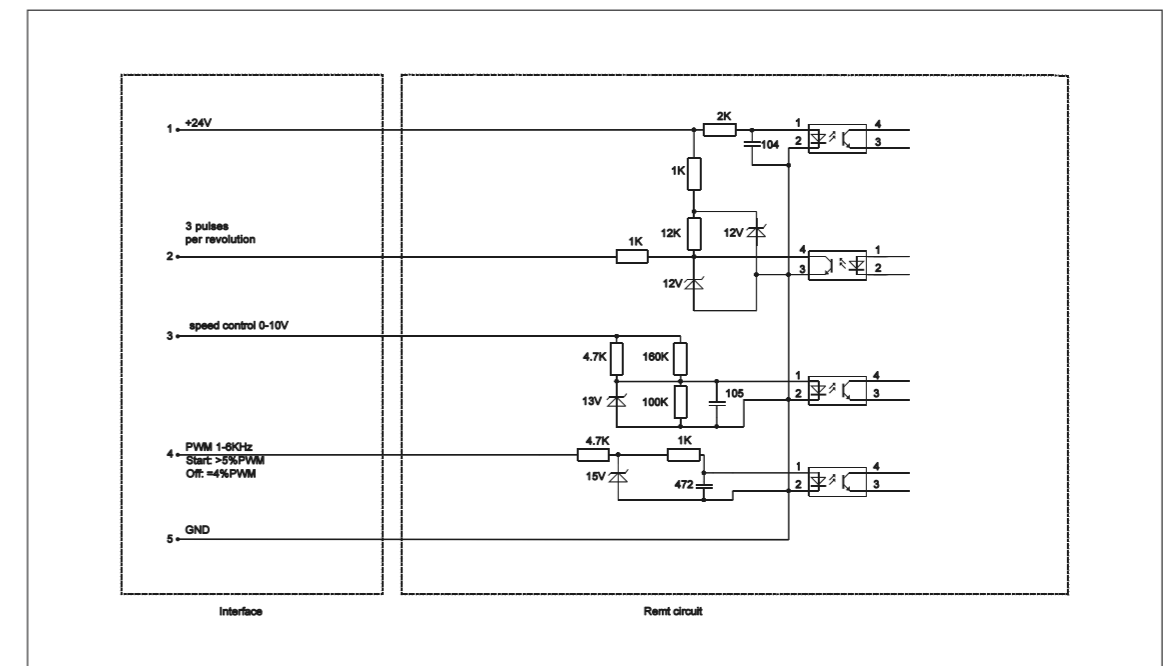 1 +24V
2K
1 4
104
2 3
1K
3 pulses
per revolution
12K
12V
1K
4 1
2
3 2
12V
speed control 0-10V
3
4.7K
160K
1 4
105
2 3
13V
100K
4.7K
1K
PWM 1-6KHz
4
Start: >5%PWM
Off: =4%PWM
1 4
15V
472
2 3
GND
5
Interface
Remt circuit